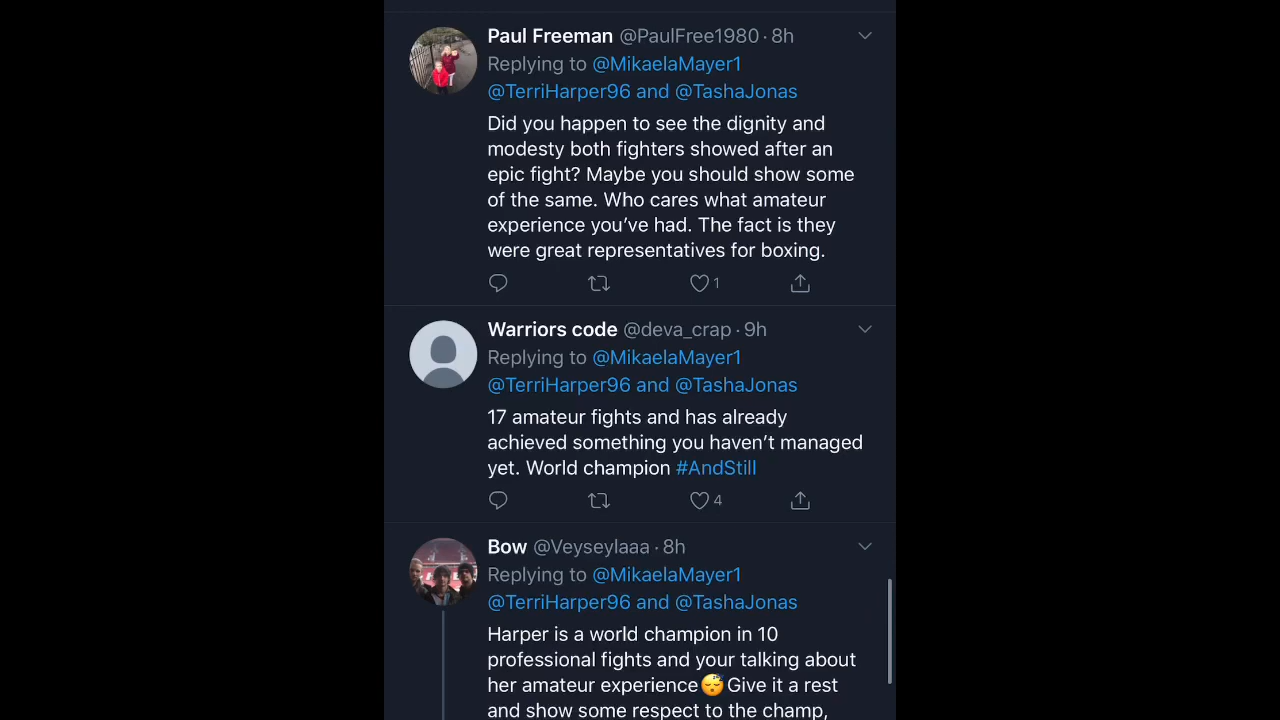 Paul Freeman @PaulFree1980 · 8h
Replying to @MikaelaMayer1
@TerriHarper96 and @TashaJonas
Did you happen to see the dignity and
modesty both fighters showed after an
epic fight? Maybe you should show some
of the same. Who cares what amateur
experience you’ve had. The fact is they
were great representatives for boxing.
1
Warriors code @deva_crap · 9h
Replying to @MikaelaMayer1
@TerriHarper96 and @TashaJonas
17 amateur fights and has already
achieved something you haven’t managed
yet. World champion #AndStill
4
Bow @Veyseylaaa · 8h
Replying to @MikaelaMayer1
@TerriHarper96 and @TashaJonas
Harper is a world champion in 10
professional fights and your talking about
her amateur experience😴Give it a rest
and show some respect to the champ,